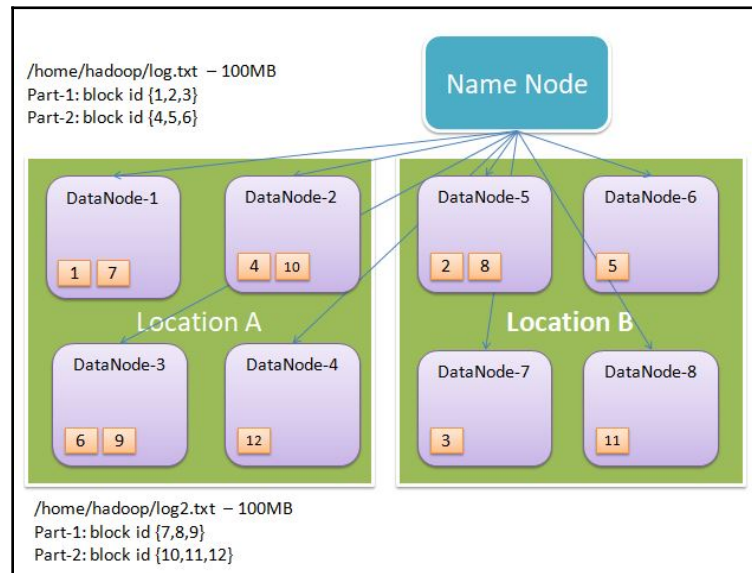 /home/hadoop/log.txt – 100MB
Part-1: block id {1,2,3}
Part-2: block id {4,5,6}
Name Node
DataNode-1
1 7
DataNode-2
4 10
DataNode-5
2 8
DataNode-6
5
Location A
Location B
DataNode-3
6 9
DataNode-4
12
DataNode-7
3
DataNode-8
11
/home/hadoop/log2.txt – 100MB
Part-1: block id {7,8,9}
Part-2: block id {10,11,12}